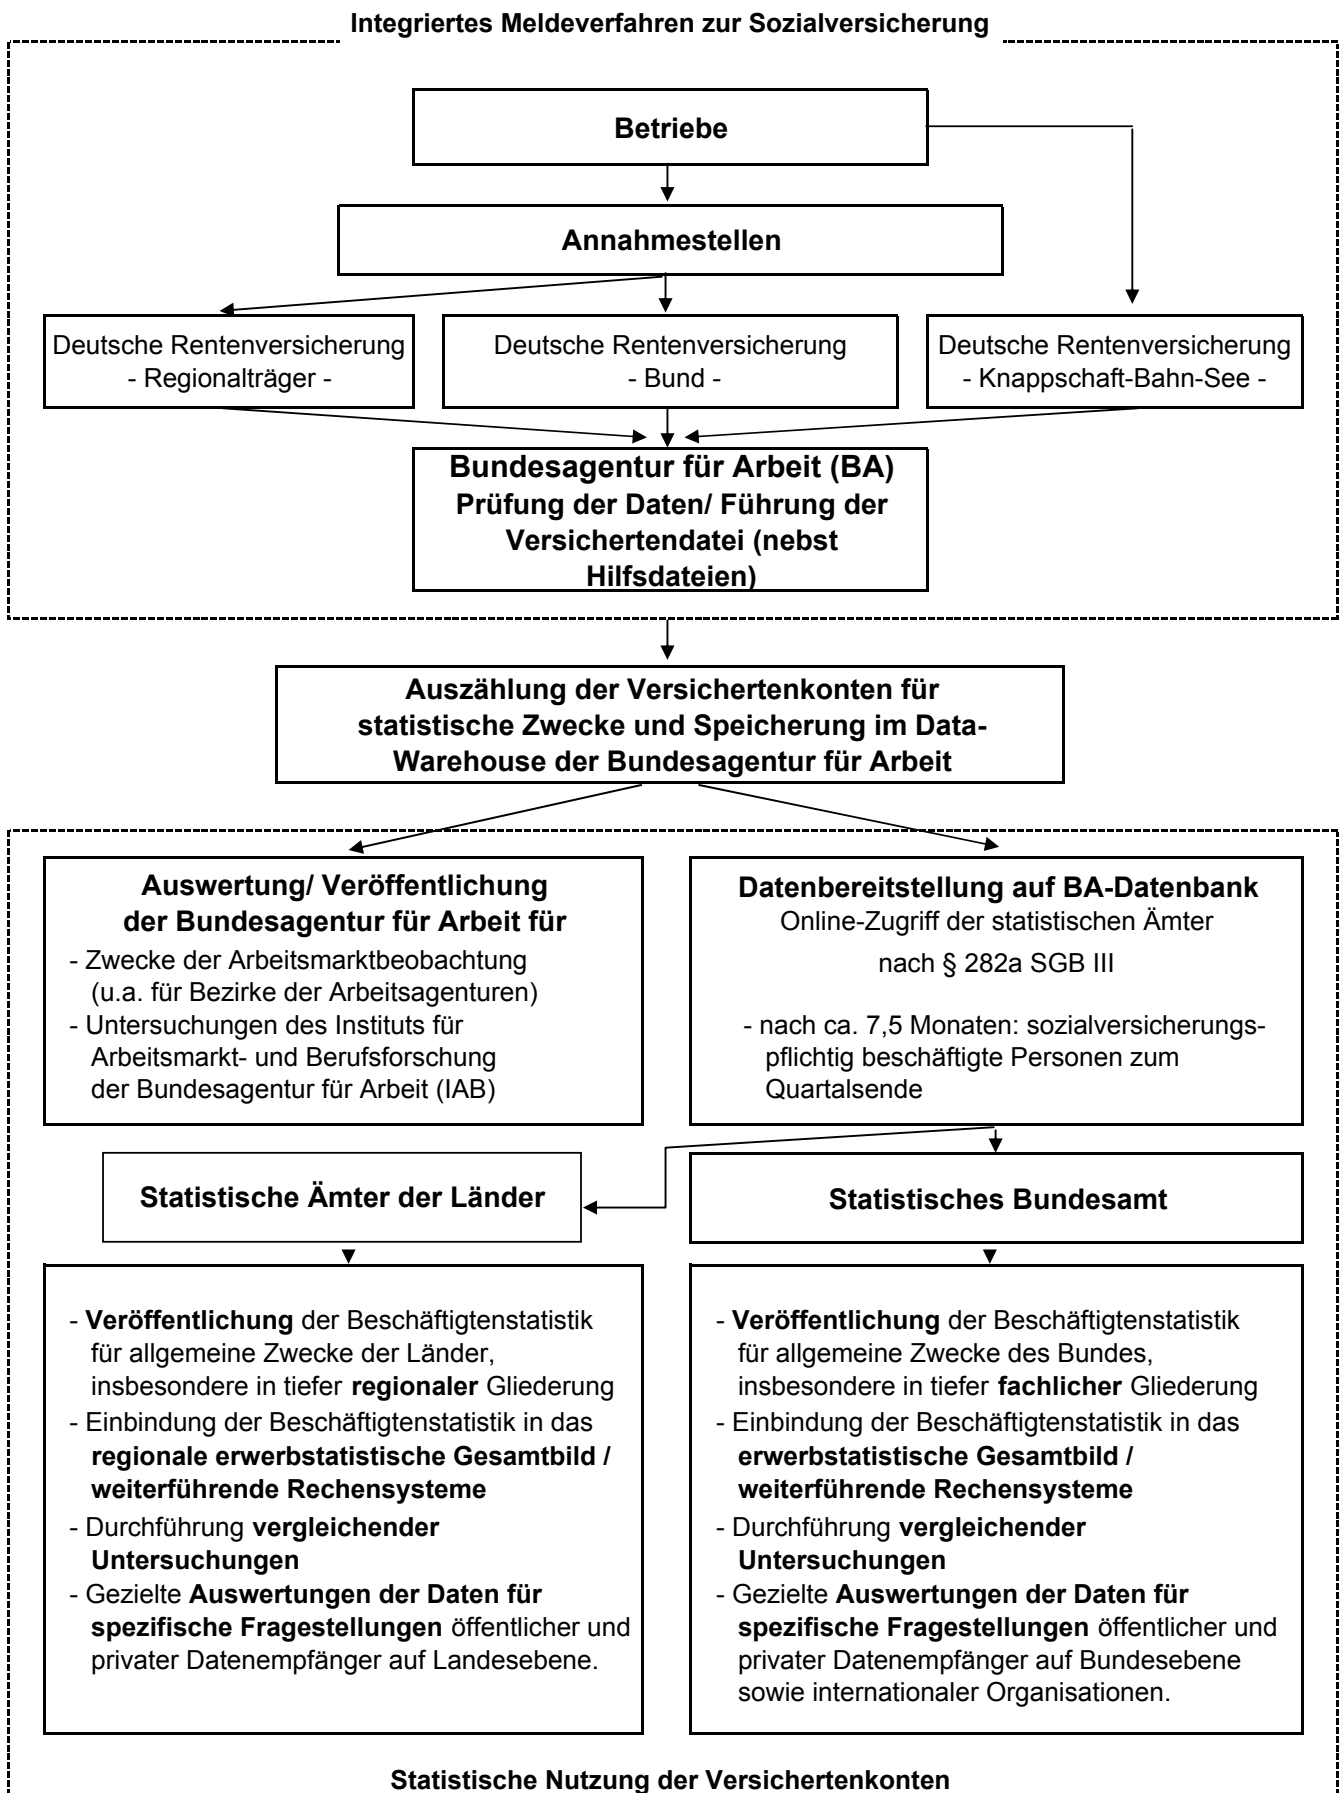 Integriertes Meldeverfahren zur Sozialversicherung
Betriebe
Annahmestellen
Deutsche Rentenversicherung
- Regionalträger -
Deutsche Rentenversicherung
- Bund -
Deutsche Rentenversicherung
- Knappschaft-Bahn-See -
Bundesagentur für Arbeit (BA)
Prüfung der Daten/ Führung der
Versichertendatei (nebst
Hilfsdateien)
Auszählung der Versichertenkonten für
statistische Zwecke und Speicherung im Data-
Warehouse der Bundesagentur für Arbeit
Auswertung/ Veröffentlichung
der Bundesagentur für Arbeit für
- Zwecke der Arbeitsmarktbeobachtung
(u.a. für Bezirke der Arbeitsagenturen)
- Untersuchungen des Instituts für
Arbeitsmarkt- und Berufsforschung
der Bundesagentur für Arbeit (IAB)
Datenbereitstellung auf BA-Datenbank
Online-Zugriff der statistischen Ämter
nach § 282a SGB III
- nach ca. 7,5 Monaten: sozialversicherungs-
pflichtig beschäftigte Personen zum
Quartalsende
Statistische Ämter der Länder
Statistisches Bundesamt
- Veröffentlichung der Beschäftigtenstatistik
für allgemeine Zwecke der Länder,
insbesondere in tiefer regionaler Gliederung
- Einbindung der Beschäftigtenstatistik in das
regionale erwerbstatistische Gesamtbild /
weiterführende Rechensysteme
- Durchführung vergleichender
Untersuchungen
- Gezielte Auswertungen der Daten für
spezifische Fragestellungen öffentlicher und
privater Datenempfänger auf Landesebene.
- Veröffentlichung der Beschäftigtenstatistik
für allgemeine Zwecke des Bundes,
insbesondere in tiefer fachlicher Gliederung
- Einbindung der Beschäftigtenstatistik in das
erwerbstatistische Gesamtbild /
weiterführende Rechensysteme
- Durchführung vergleichender
Untersuchungen
- Gezielte Auswertungen der Daten für
spezifische Fragestellungen öffentlicher und
privater Datenempfänger auf Bundesebene
sowie internationaler Organisationen.
Statistische Nutzung der Versichertenkonten